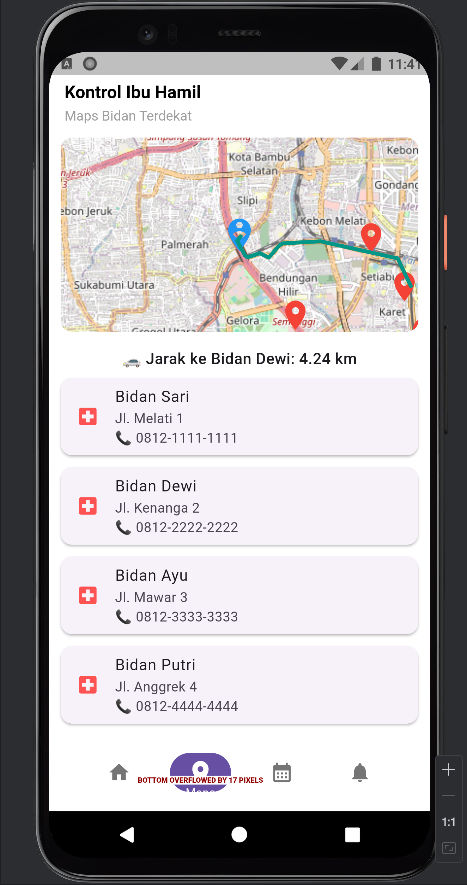 11:41
Kontrol Ibu Hamil
Maps Bidan Terdekat
Kota Bambu
Selatan
Slipi
Kebon
Gondang
ebon Jeruk
Kebon Melati
Palmerah
Sukabumi Utara
Bendungan
Hilir
Setiabu
Karet
Gelora
Semanggi
Grogol Utara
🚗 Jarak ke Bidan Dewi: 4.24 km
Bidan Sari
Jl. Melati 1
📞 0812-1111-1111
Bidan Dewi
Jl. Kenanga 2
📞 0812-2222-2222
Bidan Ayu
Jl. Mawar 3
📞 0812-3333-3333
Bidan Putri
Jl. Anggrek 4
📞 0812-4444-4444
BOTTOM OVERFLOWED BY 17 PIXELS
Maps
1:1